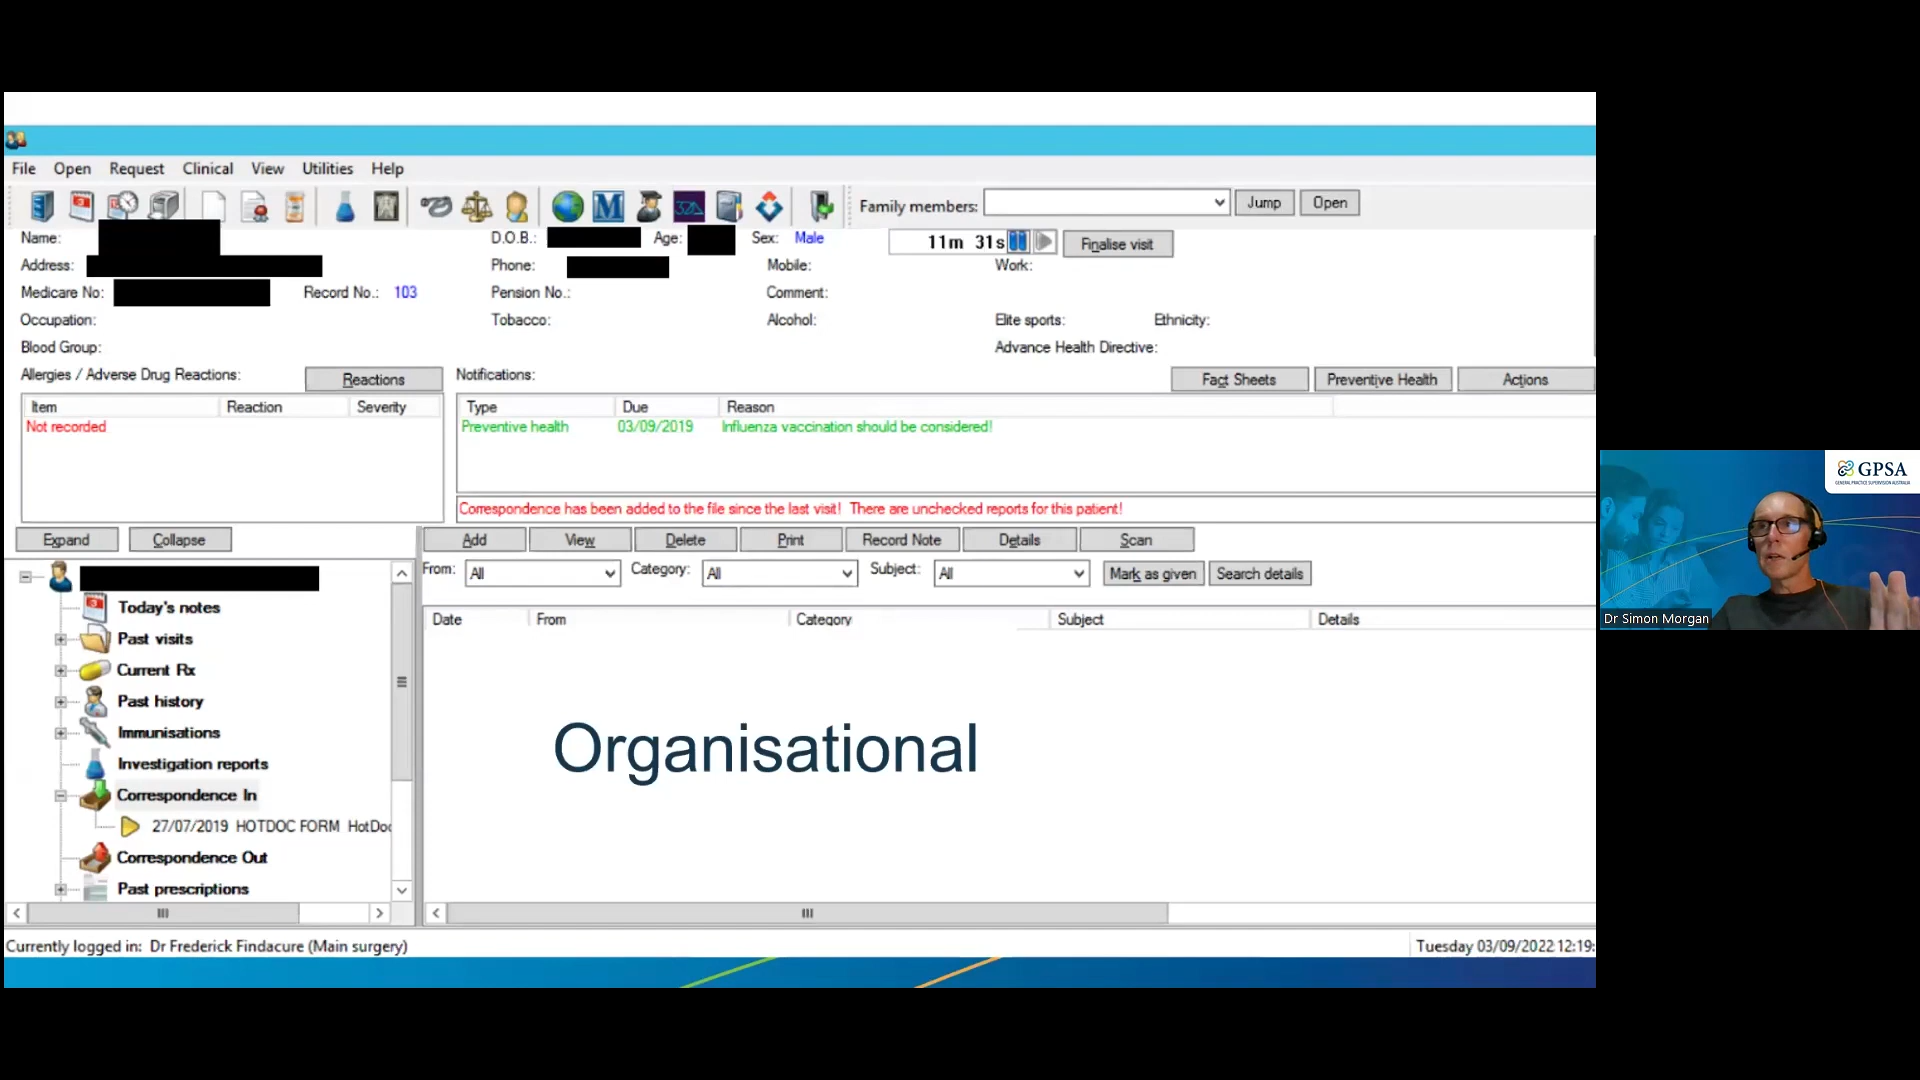 File Open Request Clinical View Utilities Help
Family members: Jump Open
Name: D.O.B.: Age: Sex: Male 11m 31s Finalise visit
Address: Phone: Mobile: Work:
Medicare No: Record No.: 103 Pension No.: Comment:
Occupation: Tobacco: Alcohol: Elite sports: Ethnicity:
Blood Group: Advance Health Directive:
Allergies / Adverse Drug Reactions: Reactions Notifications: Fact Sheets Preventive Health Actions
Item Reaction Severity Type Due Reason
Not recorded Preventive health 03/09/2019 Influenza vaccination should be considered!
Correspondence has been added to the file since the last visit! There are unchecked reports for this patient!
Expand Collapse Add View Delete Print Record Note Details Scan
From: All Category: All Subject: All Mark as given Search details
Date From Category Subject Details
Today's notes
Past visits
Current Rx
Past history
Immunisations
Investigation reports
Correspondence In
27/07/2019 HOTDOC FORM HotDoc
Correspondence Out
Past prescriptions
Organisational
Currently logged in: Dr Frederick Findacure (Main surgery) Tuesday 03/09/2022 12:19:
GPSA
GENERAL PRACTICE SUPERVISION AUSTRALIA
Dr Simon Morgan